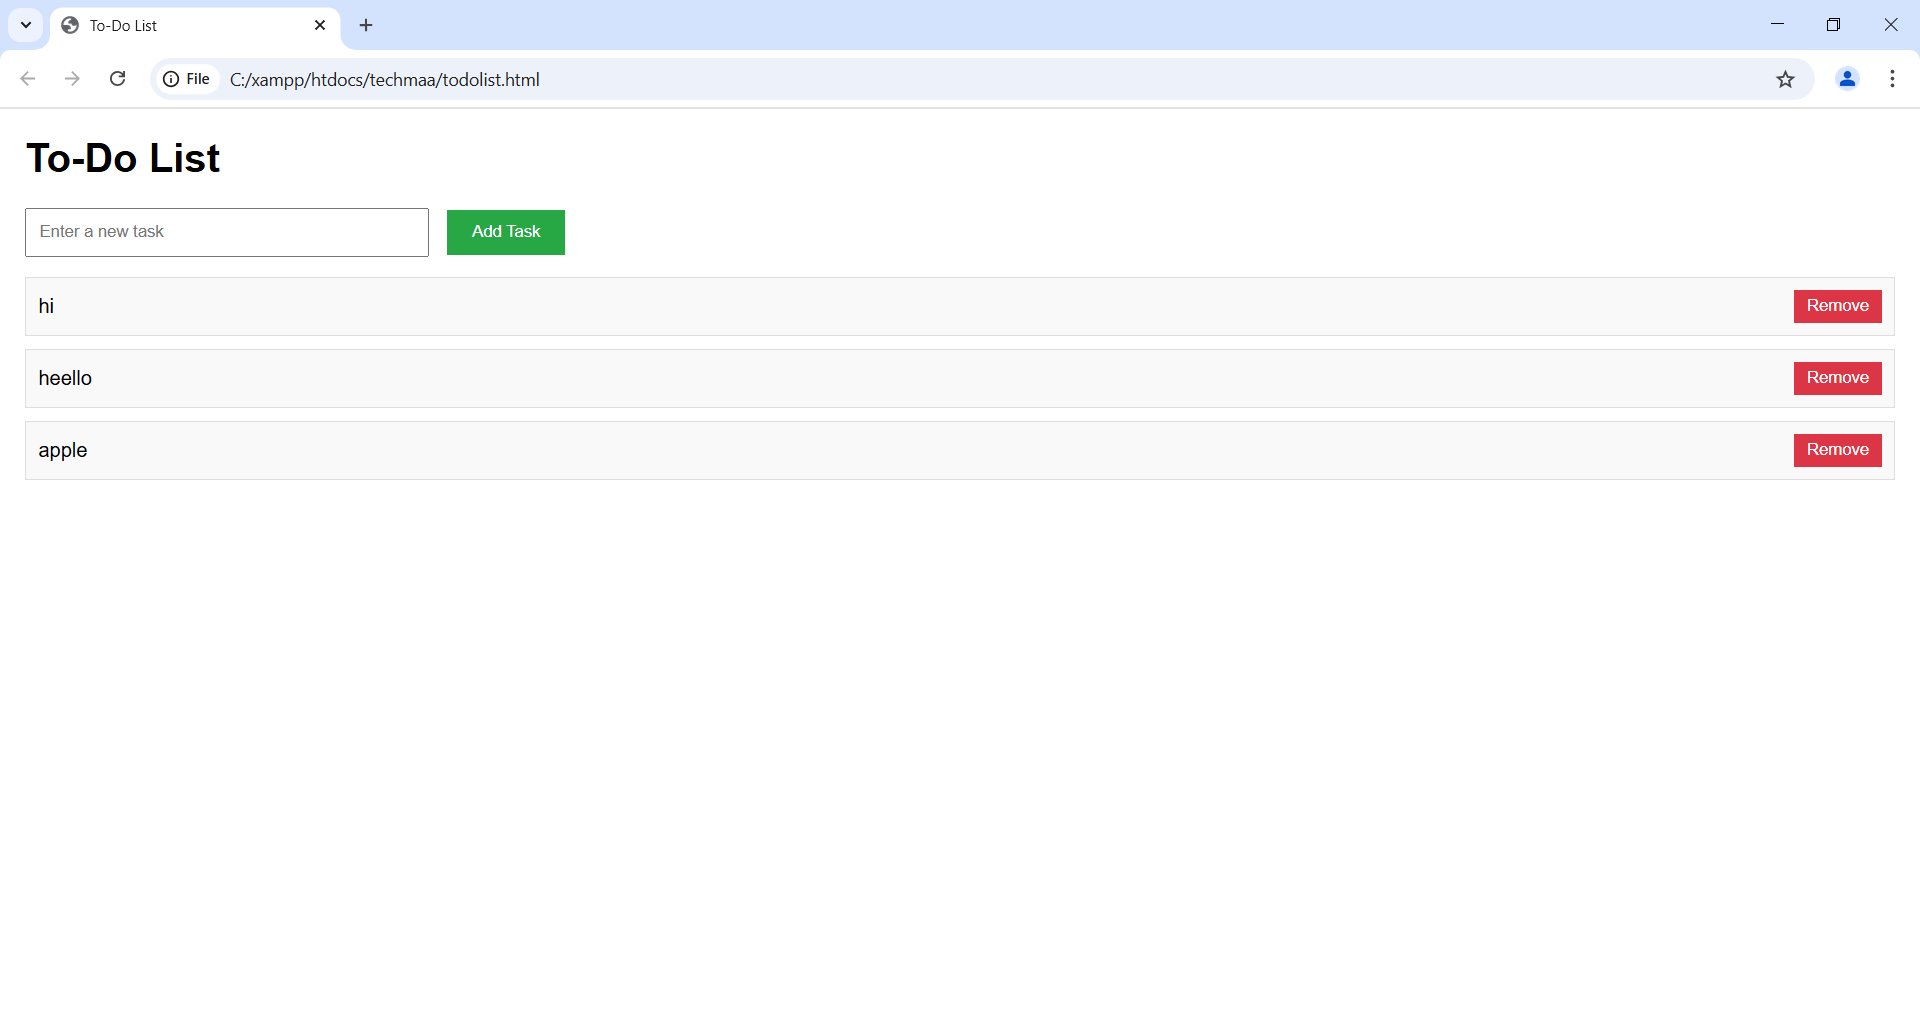 To-Do List
File C:/xampp/htdocs/techmaa/todolist.html
To-Do List
Enter a new task Add Task
hi Remove
heello Remove
apple Remove